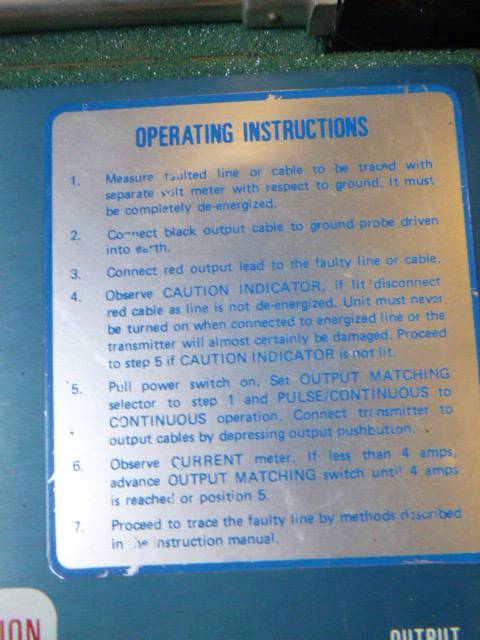 OPERATING INSTRUCTIONS
1. Measure faulted line or cable to be traced with
separate volt meter with respect to ground. It must
be completely de-energized.
2. Connect black output cable to ground probe driven
into earth.
3. Connect red output lead to the faulty line or cable.
4. Observe CAUTION INDICATOR, if lit disconnect
red cable as line is not de-energized. Unit must never
be turned on when connected to energized line or the
transmitter will almost certainly be damaged. Proceed
to step 5 if CAUTION INDICATOR is not lit.
5. Pull power switch on. Set OUTPUT MATCHING
selector to step 1 and PULSE/CONTINUOUS to
CONTINUOUS operation. Connect transmitter to
output cables by depressing output pushbutton.
6. Observe CURRENT meter. If less than 4 amps,
advance OUTPUT MATCHING switch until 4 amps
is reached or position 5.
7. Proceed to trace the faulty line by methods described
in the instruction manual.
ION
OUTPUT